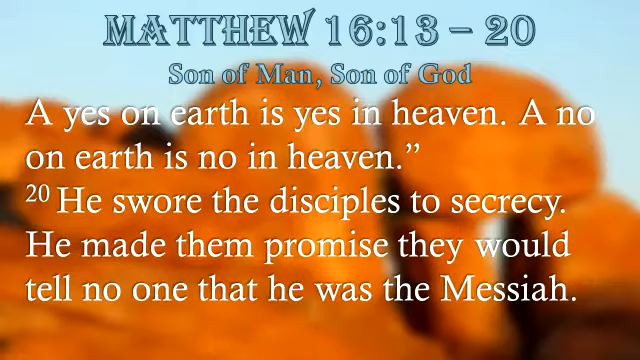 MATTHEW 16:13 – 20
Son of Man, Son of God
A yes on earth is yes in heaven. A no
on earth is no in heaven.”
20 He swore the disciples to secrecy.
He made them promise they would
tell no one that he was the Messiah.